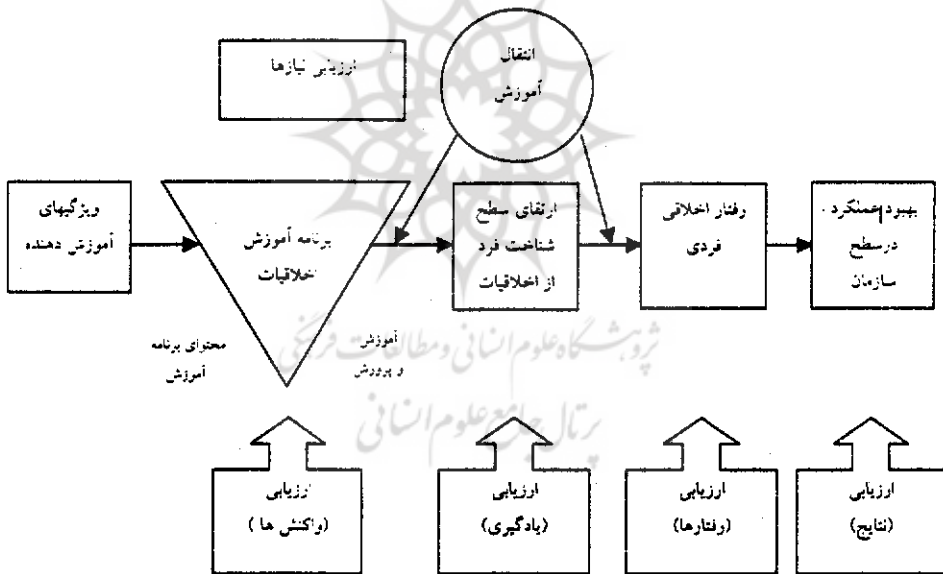 ارزیابی نیازها
انتقال
آموزش
ویژگیهای
آموزش دهنده
برنامه آموزش
اخلاقیات
ارتقای سطح
شناخت فرد
از اخلاقیات
رفتار اخلاقی
فردی
بهبود عملکرد
درسطح
سازمان
محتوای برنامه
آموزش
آموزش
و پرورش
پژوهشگاه علوم انسانی و مطالعات فرهنگی
پرتال جامع علوم انسانی
ارزیابی
(واکنش ها )
ارزیابی
(یادگیری)
ارزیابی
(رفتارها)
ارزیابی
(نتایج)